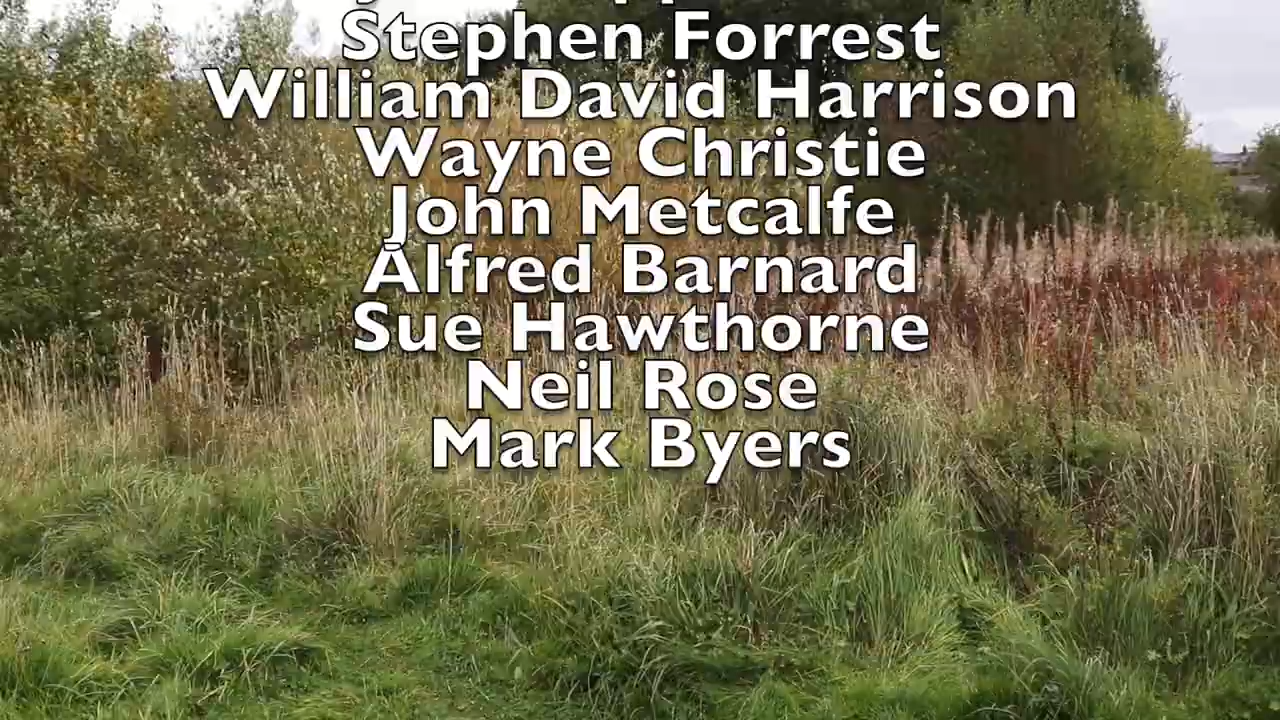 Stephen Forrest
William David Harrison
Wayne Christie
John Metcalfe
Alfred Barnard
Sue Hawthorne
Neil Rose
Mark Byers